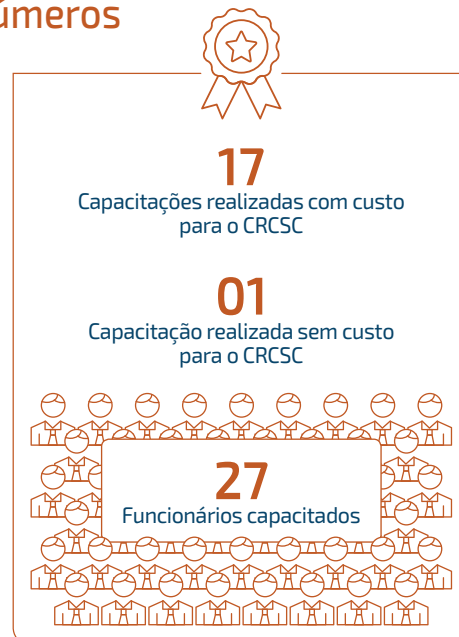 úmeros
17
Capacitações realizadas com custo
para o CRCSC
01
Capacitação realizada sem custo
para o CRCSC
27
Funcionários capacitados